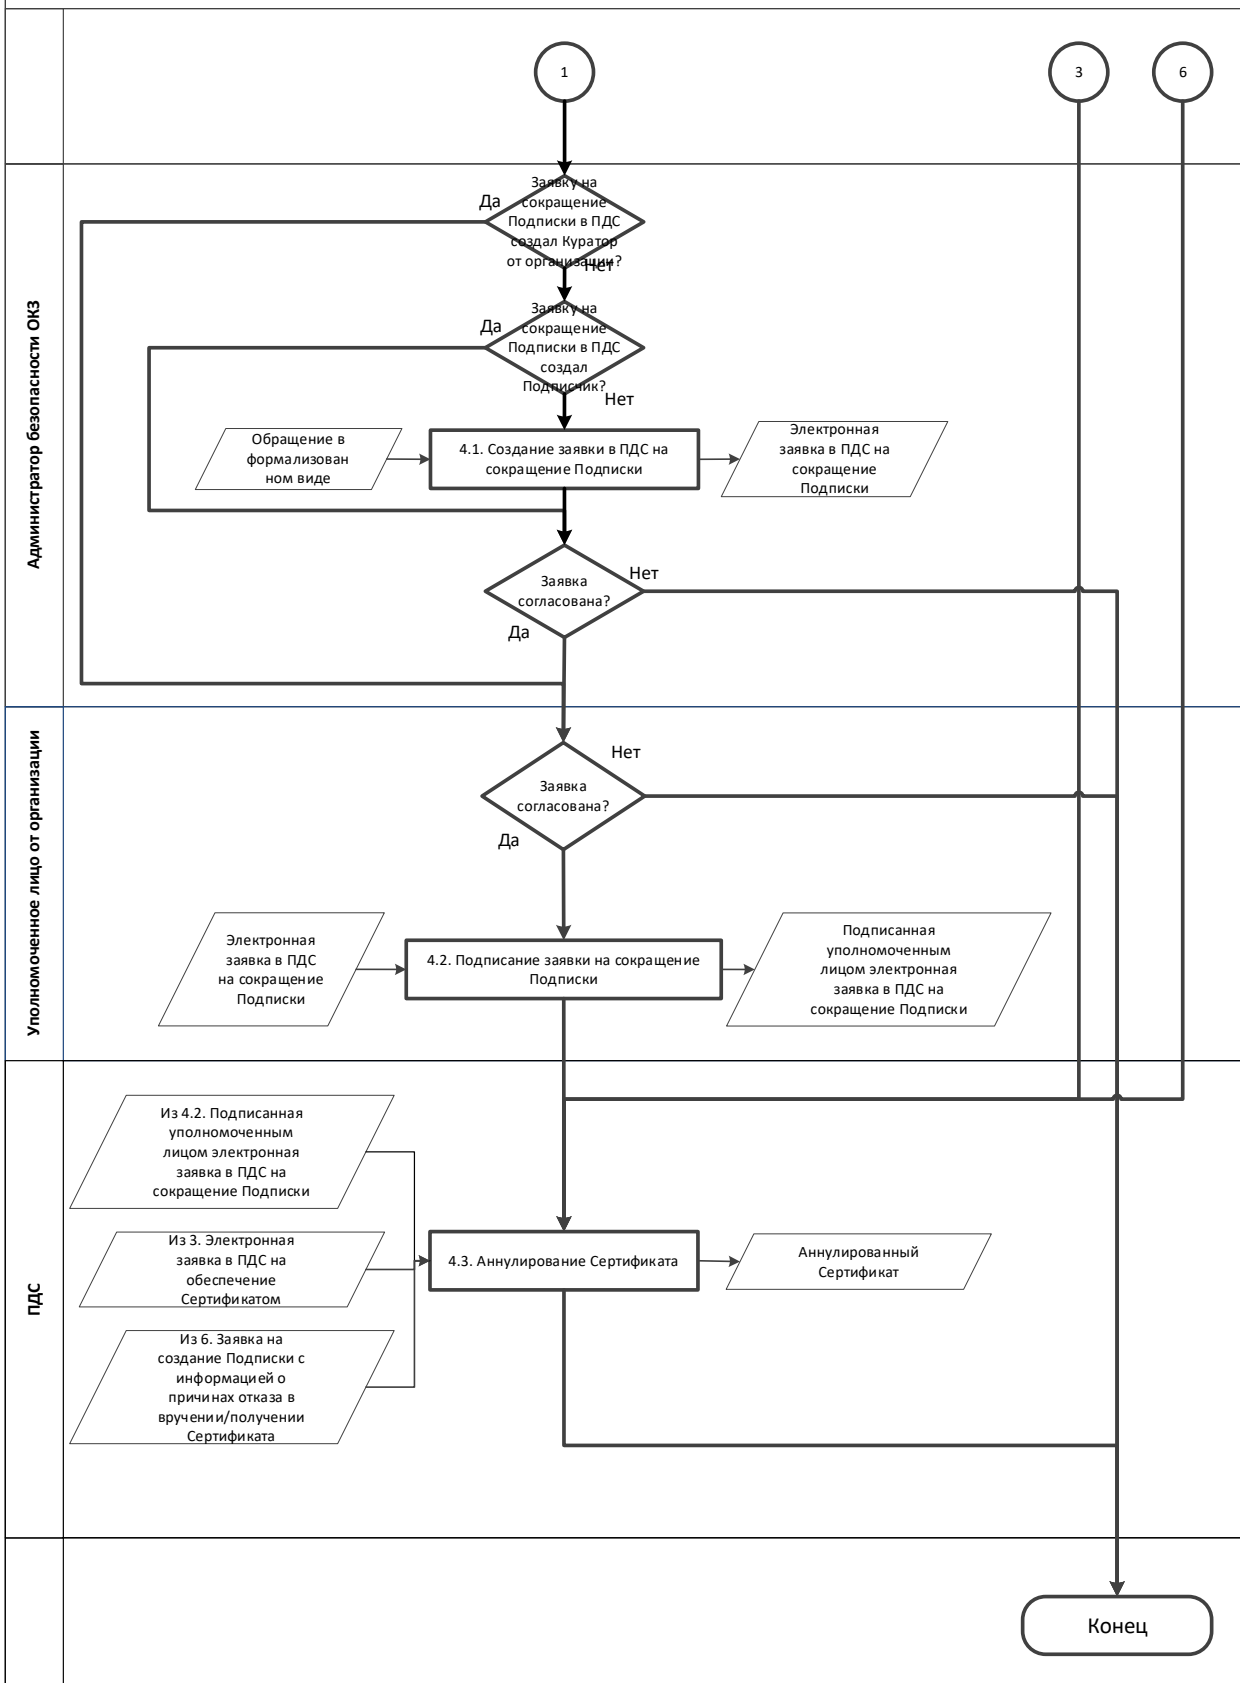 1
3
6
Администратор безопасности ОКЗ
Заявку на
сокращение
Подписки в ПДС
создал Куратор
от организации?
Да
Нет
Заявку на
сокращение
Подписки в ПДС
создал
Подписчик?
Да
Нет
Обращение в
формализован
ном виде
4.1. Создание заявки в ПДС на
сокращение Подписки
Электронная
заявка в ПДС на
сокращение
Подписки
Заявка
согласована?
Нет
Да
Уполномоченное лицо от организации
Заявка
согласована?
Нет
Да
Электронная
заявка в ПДС
на сокращение
Подписки
4.2. Подписание заявки на сокращение
Подписки
Подписанная
уполномоченным
лицом электронная
заявка в ПДС на
сокращение Подписки
ПДС
Из 4.2. Подписанная
уполномоченным
лицом электронная
заявка в ПДС на
сокращение Подписки
Из 3. Электронная
заявка в ПДС на
обеспечение
Сертификатом
Из 6. Заявка на
создание Подписки с
информацией о
причинах отказа в
вручении/получении
Сертификата
4.3. Аннулирование Сертификата
Аннулированный
Сертификат
Конец